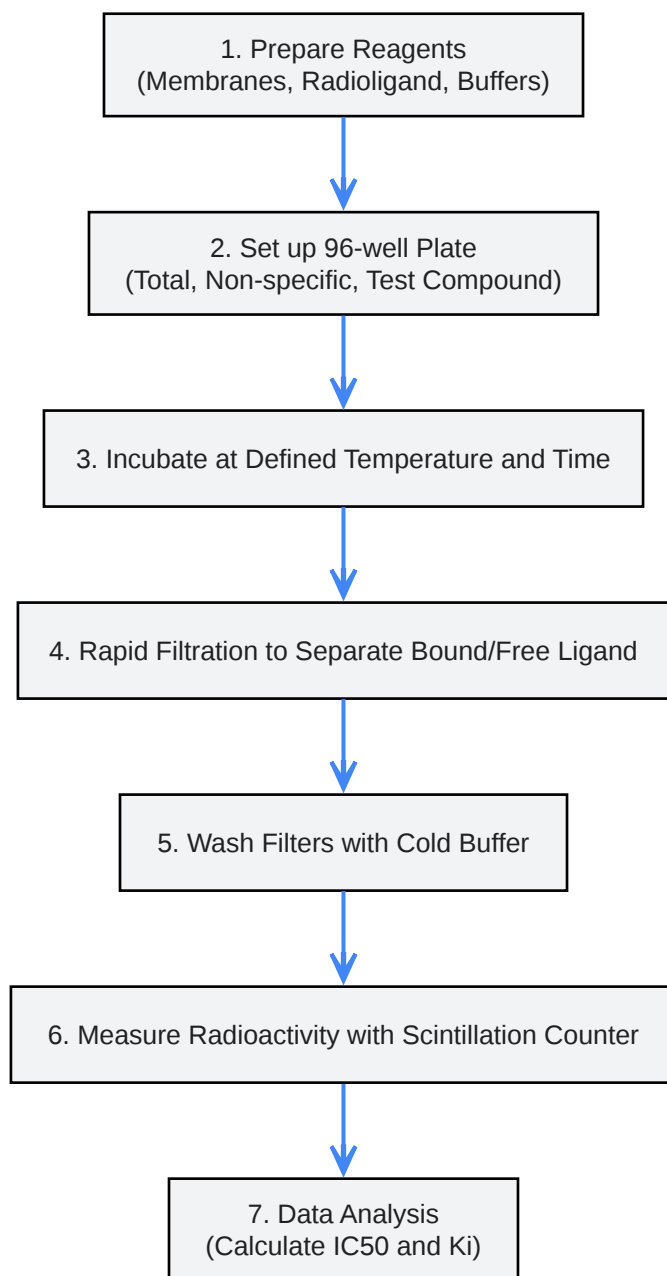 1. Prepare Reagents
(Membranes, Radioligand, Buffers)
2. Set up 96-well Plate
(Total, Non-specific, Test Compound)
3. Incubate at Defined Temperature and Time
4. Rapid Filtration to Separate Bound/Free Ligand
5. Wash Filters with Cold Buffer
6. Measure Radioactivity with Scintillation Counter
7. Data Analysis
(Calculate IC50 and Ki)